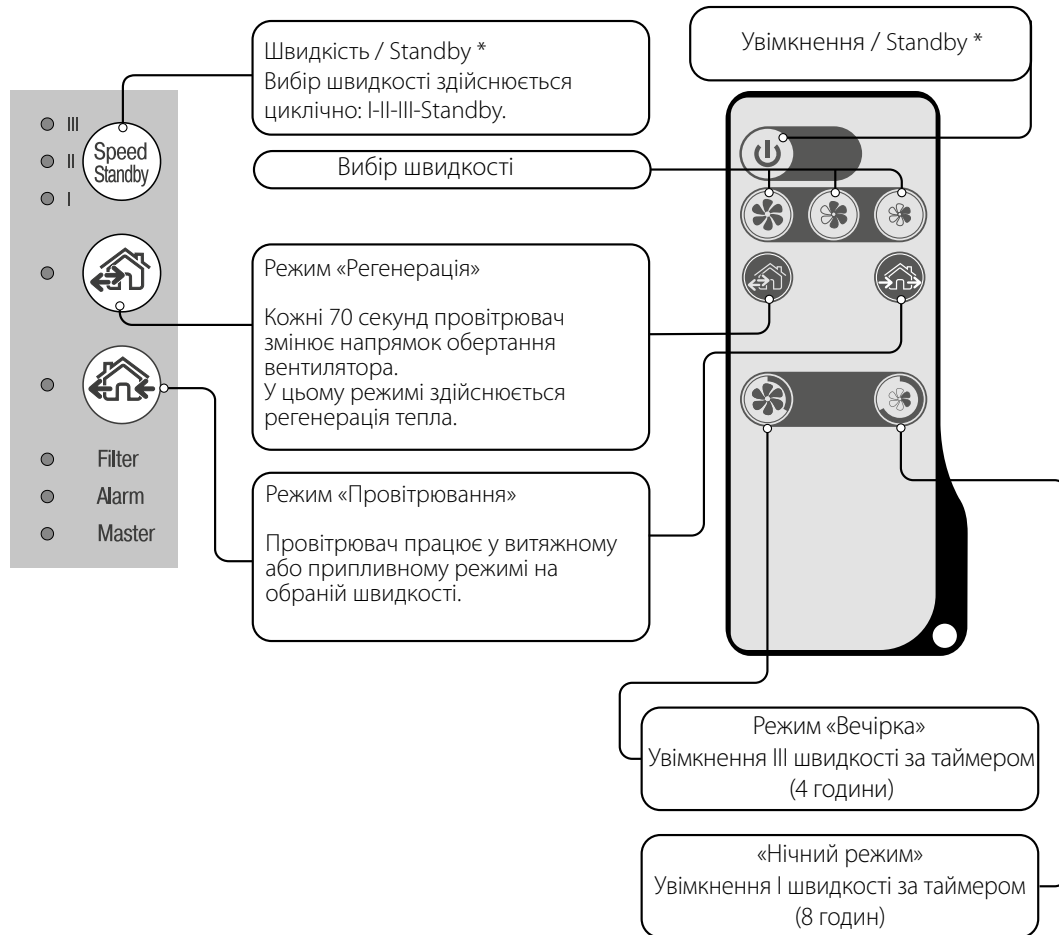 Швидкість / Standby *
Вибір швидкості здійснюється
циклічно: I-II-III-Standby.
Увімкнення / Standby *
III
II
I
Speed
Standby
Вибір швидкості
Режим «Регенерація»
Кожні 70 секунд провітрювач
змінює напрямок обертання
вентилятора.
У цьому режимі здійснюється
регенерація тепла.
Filter
Alarm
Master
Режим «Провітрювання»
Провітрювач працює у витяжному
або припливному режимі на
обраній швидкості.
Режим «Вечірка»
Увімкнення III швидкості за таймером
(4 години)
«Нічний режим»
Увімкнення I швидкості за таймером
(8 годин)